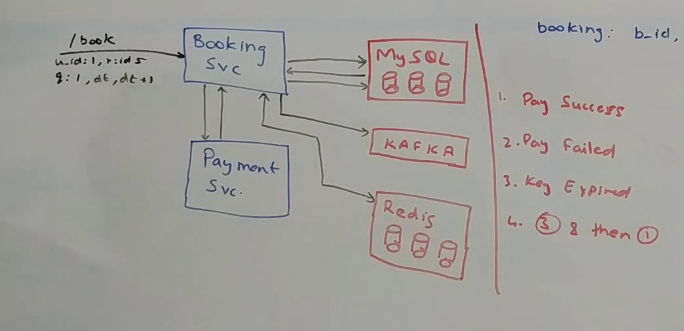 /book
u_id: 1, r: id 5
q: 1, dt, dt+1
Booking
Svc
Payment
Svc.
MySQL
KAFKA
Redis
booking: b_id,
1. Pay Success
2. Pay Failed
3. Key Expired
4. ③ & then ①